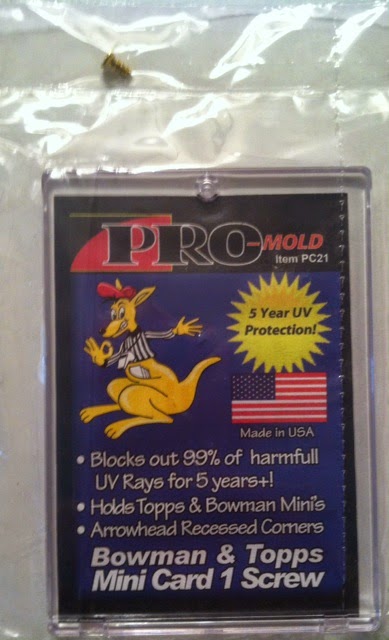 PRO-MOLD
Item PC21
5 Year UV
Protection!
Made in USA
• Blocks out 99% of harmfull
UV Rays for 5 years+!
• Holds Topps & Bowman Mini's
• Arrowhead Recessed Corners
Bowman & Topps
Mini Card 1 Screw